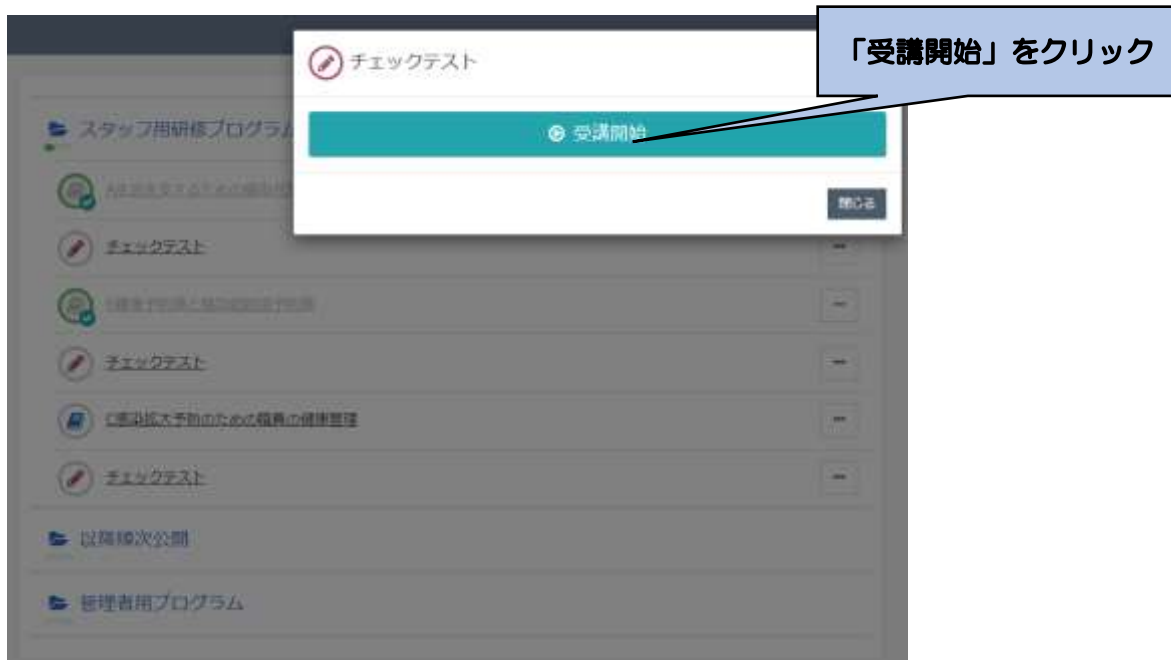 「受講開始」をクリック
チェックテスト
受講開始
閉じる
スタッフ用研修プログラム
チェックテスト
チェックテスト
C感染拡大予防のための職員の健康管理
チェックテスト
以降順次公開
管理者用プログラム